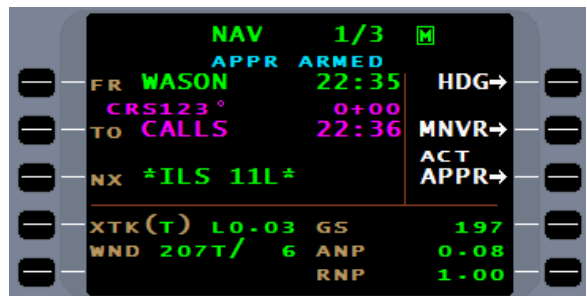 NAV 1/3 M
APPR ARMED
FR WASON 22:35 HDG→
CRS123° 0+00
TO CALLS 22:36 MNVR→
ACT
NX *ILS 11L* APPR→
XTK(T) L0.03 GS 197
WND 207T/ 6 ANP 0.08
RNP 1.00